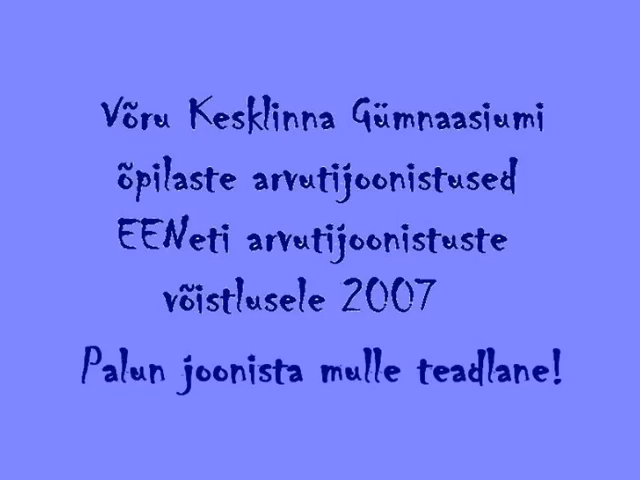 Võru Kesklinna Gümnaasiumi
õpilaste arvutijoonistused
EENeti arvutijoonistuste
võistlusele 2007
Palun joonista mulle teadlane!